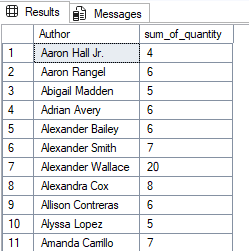 Results Messages
Author sum_of_quantity
1 Aaron Hall Jr. 4
2 Aaron Rangel 6
3 Abigail Madden 5
4 Adrian Avery 6
5 Alexander Bailey 6
6 Alexander Smith 7
7 Alexander Wallace 20
8 Alexandra Cox 8
9 Allison Contreras 6
10 Alyssa Lopez 5
11 Amanda Carrillo 7